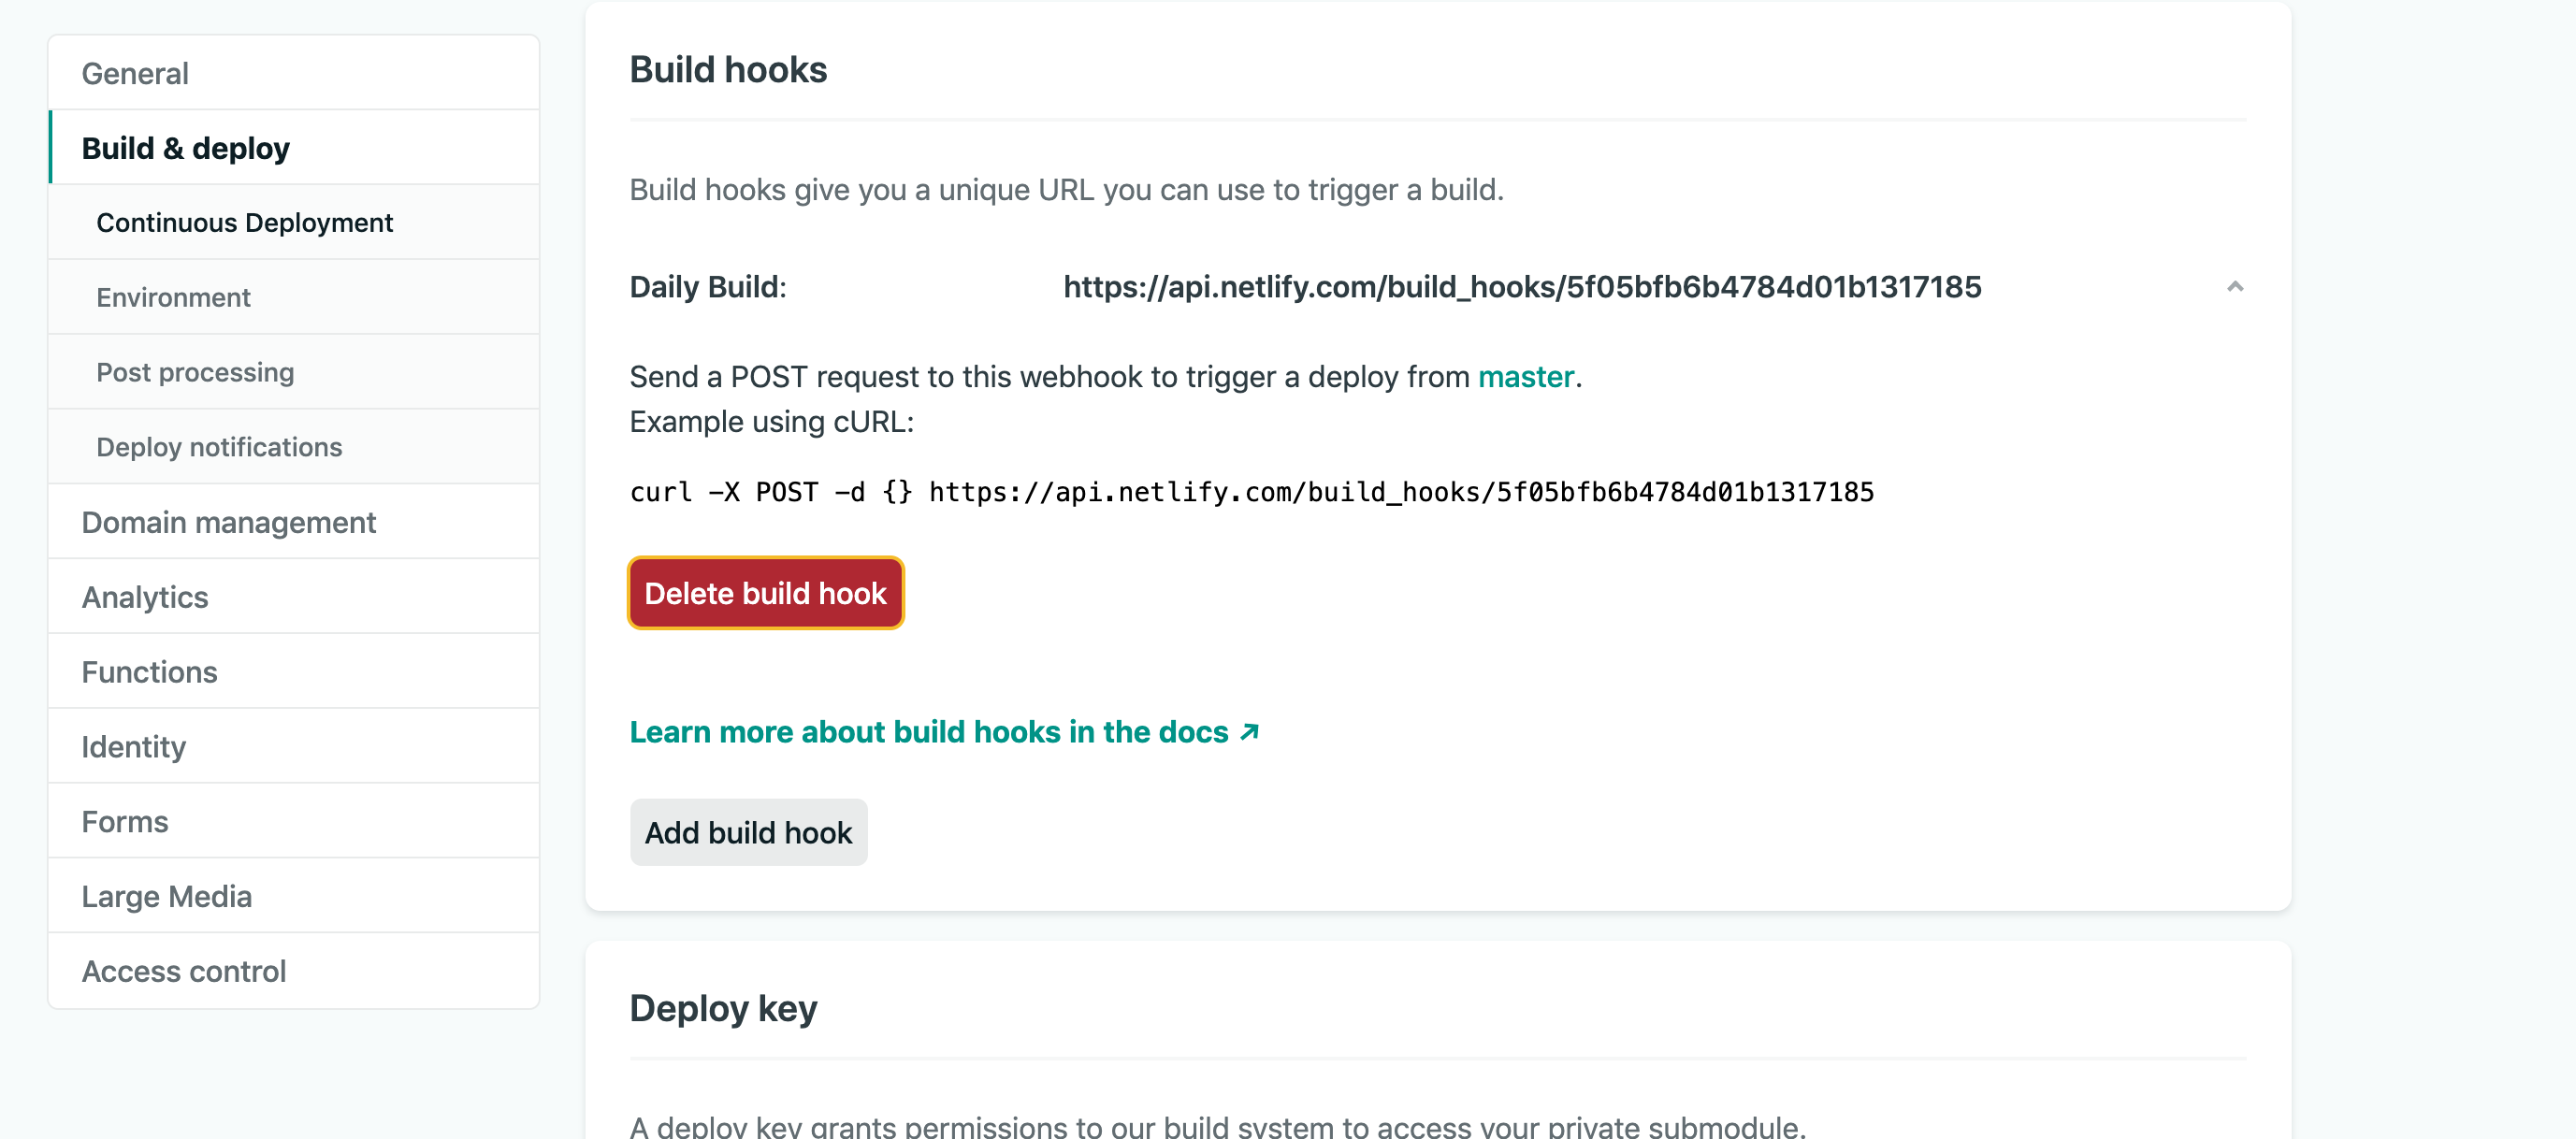 General
Build & deploy
Continuous Deployment
Environment
Post processing
Deploy notifications
Domain management
Analytics
Functions
Identity
Forms
Large Media
Access control
Build hooks
Build hooks give you a unique URL you can use to trigger a build.
Daily Build: https://api.netlify.com/build_hooks/5f05bfb6b4784d01b1317185
Send a POST request to this webhook to trigger a deploy from master.
Example using cURL:
curl -X POST -d {} https://api.netlify.com/build_hooks/5f05bfb6b4784d01b1317185
Delete build hook
Learn more about build hooks in the docs ↗
Add build hook
Deploy key
A deploy key grants permissions to our build system to access your private submodule.